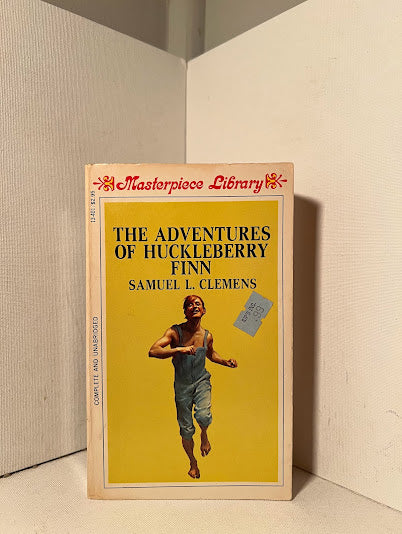 Masterpiece Library
THE ADVENTURES
OF HUCKLEBERRY
FINN
SAMUEL L. CLEMENS
COMPLETE AND UNABRIDGED